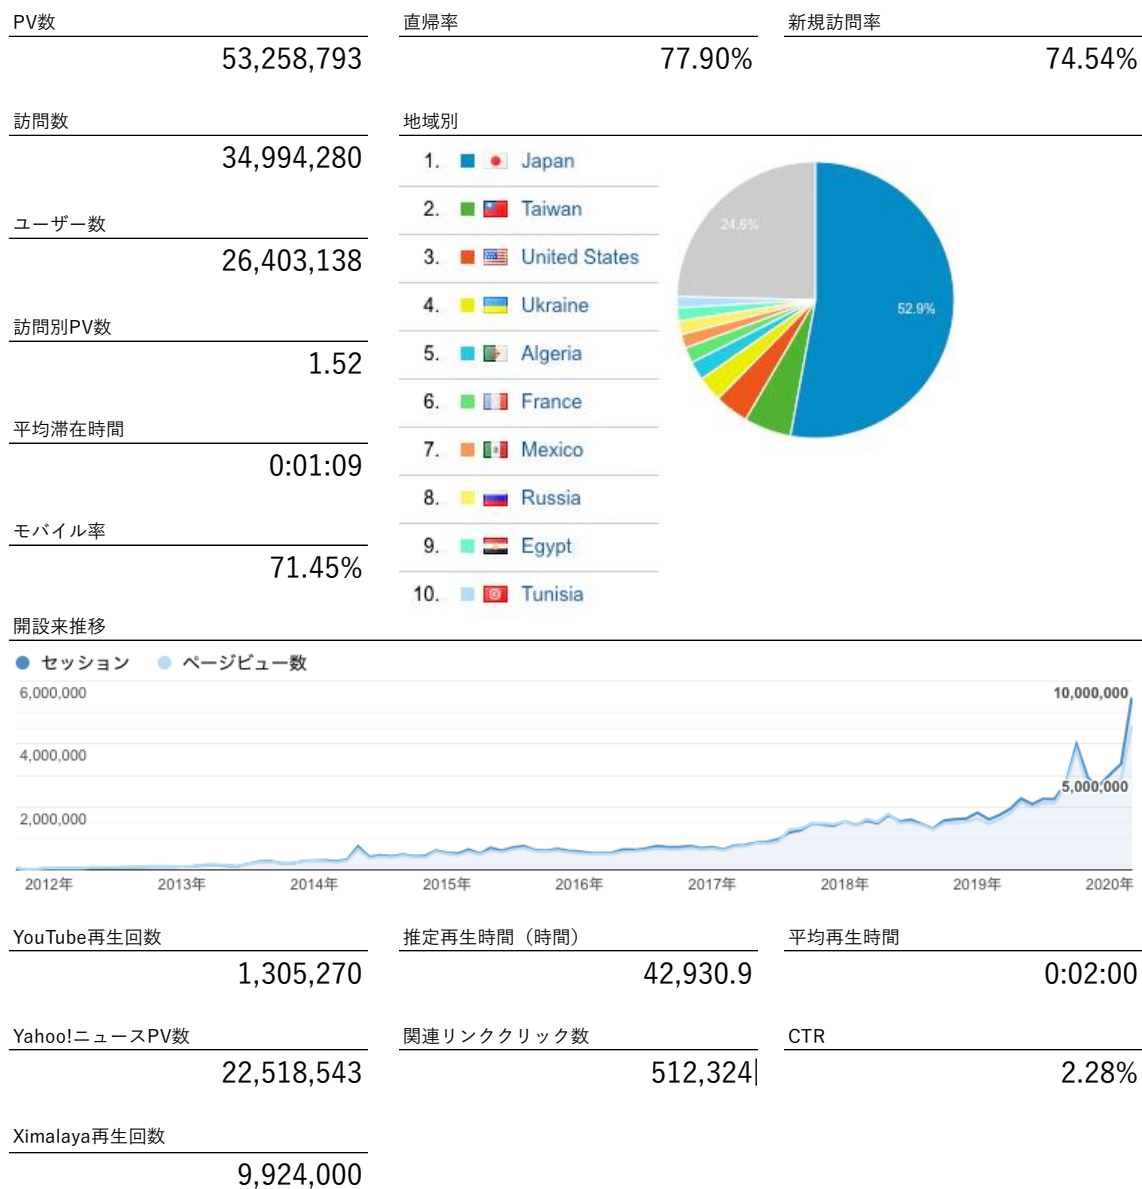 PV数
53,258,793
直帰率
77.90%
新規訪問率
74.54%
訪問数
34,994,280
ユーザー数
26,403,138
訪問別PV数
1.52
平均滞在時間
0:01:09
モバイル率
71.45%
地域別
1. Japan
2. Taiwan
3. United States
4. Ukraine
5. Algeria
6. France
7. Mexico
8. Russia
9. Egypt
10. Tunisia
24.6%
52.9%
開設来推移
セッション ページビュー数
6,000,000 10,000,000
4,000,000
5,000,000
2,000,000
2012年 2013年 2014年 2015年 2016年 2017年 2018年 2019年 2020年
YouTube再生回数
1,305,270
推定再生時間（時間）
42,930.9
平均再生時間
0:02:00
Yahoo!ニュースPV数
22,518,543
関連リンククリック数
512,324
CTR
2.28%
Ximalaya再生回数
9,924,000